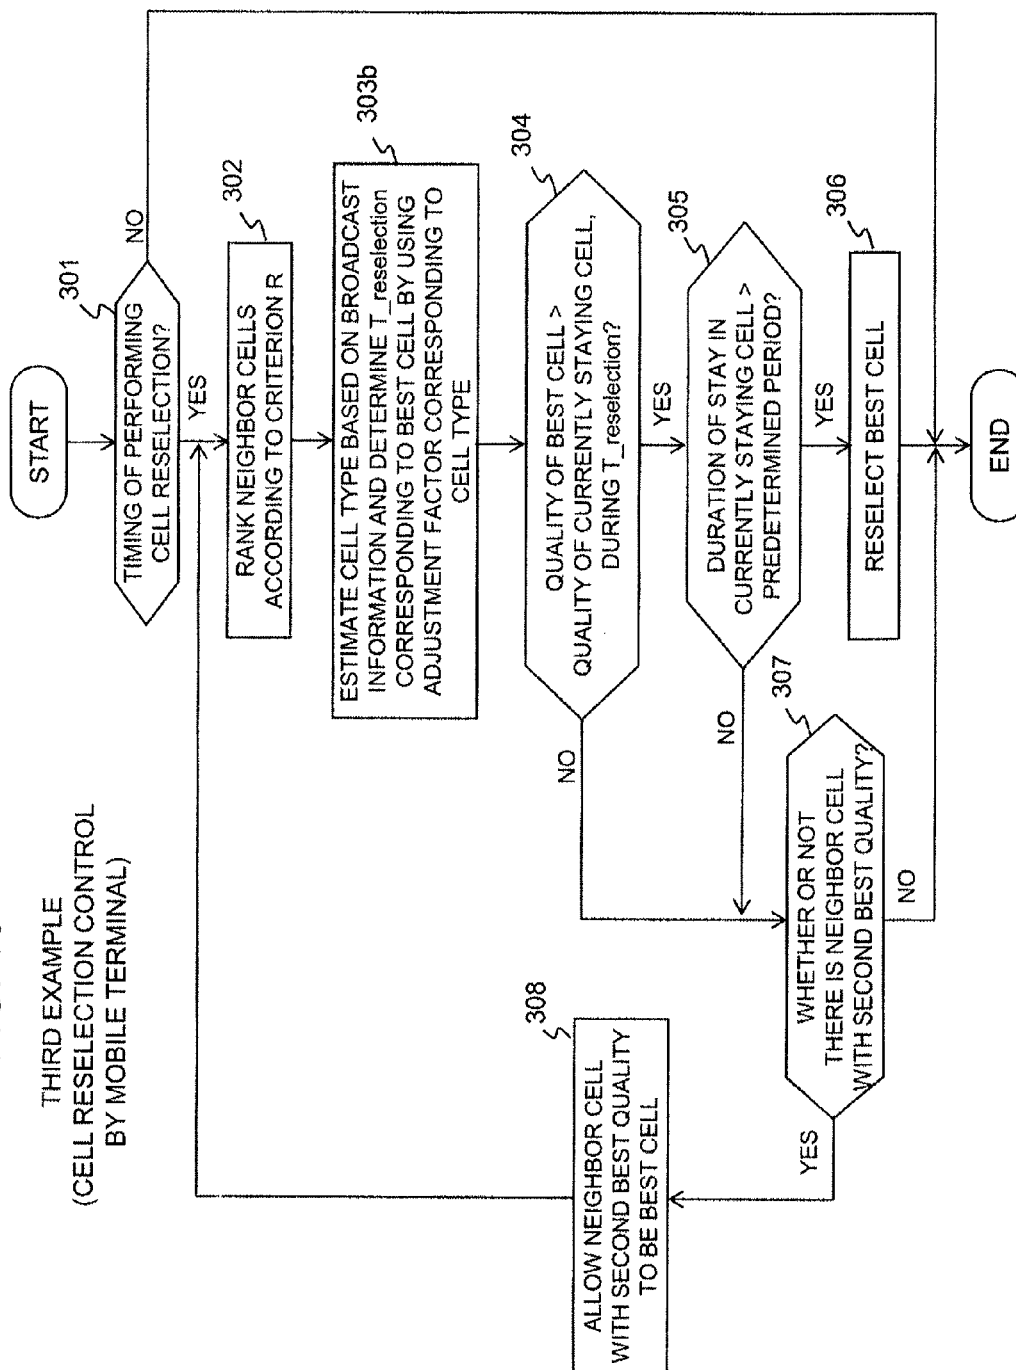 THIRD EXAMPLE
(CELL RESELECTION CONTROL
BY MOBILE TERMINAL)
START
301
TIMING OF PERFORMING
CELL RESELECTION?
NO
YES
302
RANK NEIGHBOR CELLS
ACCORDING TO CRITERION R
303b
ESTIMATE CELL TYPE BASED ON BROADCAST
INFORMATION AND DETERMINE T_reselection
CORRESPONDING TO BEST CELL BY USING
ADJUSTMENT FACTOR CORRESPONDING TO
CELL TYPE
304
QUALITY OF BEST CELL >
QUALITY OF CURRENTLY STAYING CELL,
DURING T_reselection?
NO
YES
305
DURATION OF STAY IN
CURRENTLY STAYING CELL >
PREDETERMINED PERIOD?
NO
YES
306
RESELECT BEST CELL
307
WHETHER OR NOT
THERE IS NEIGHBOR CELL
WITH SECOND BEST QUALITY?
NO
YES
308
ALLOW NEIGHBOR CELL
WITH SECOND BEST QUALITY
TO BE BEST CELL
END